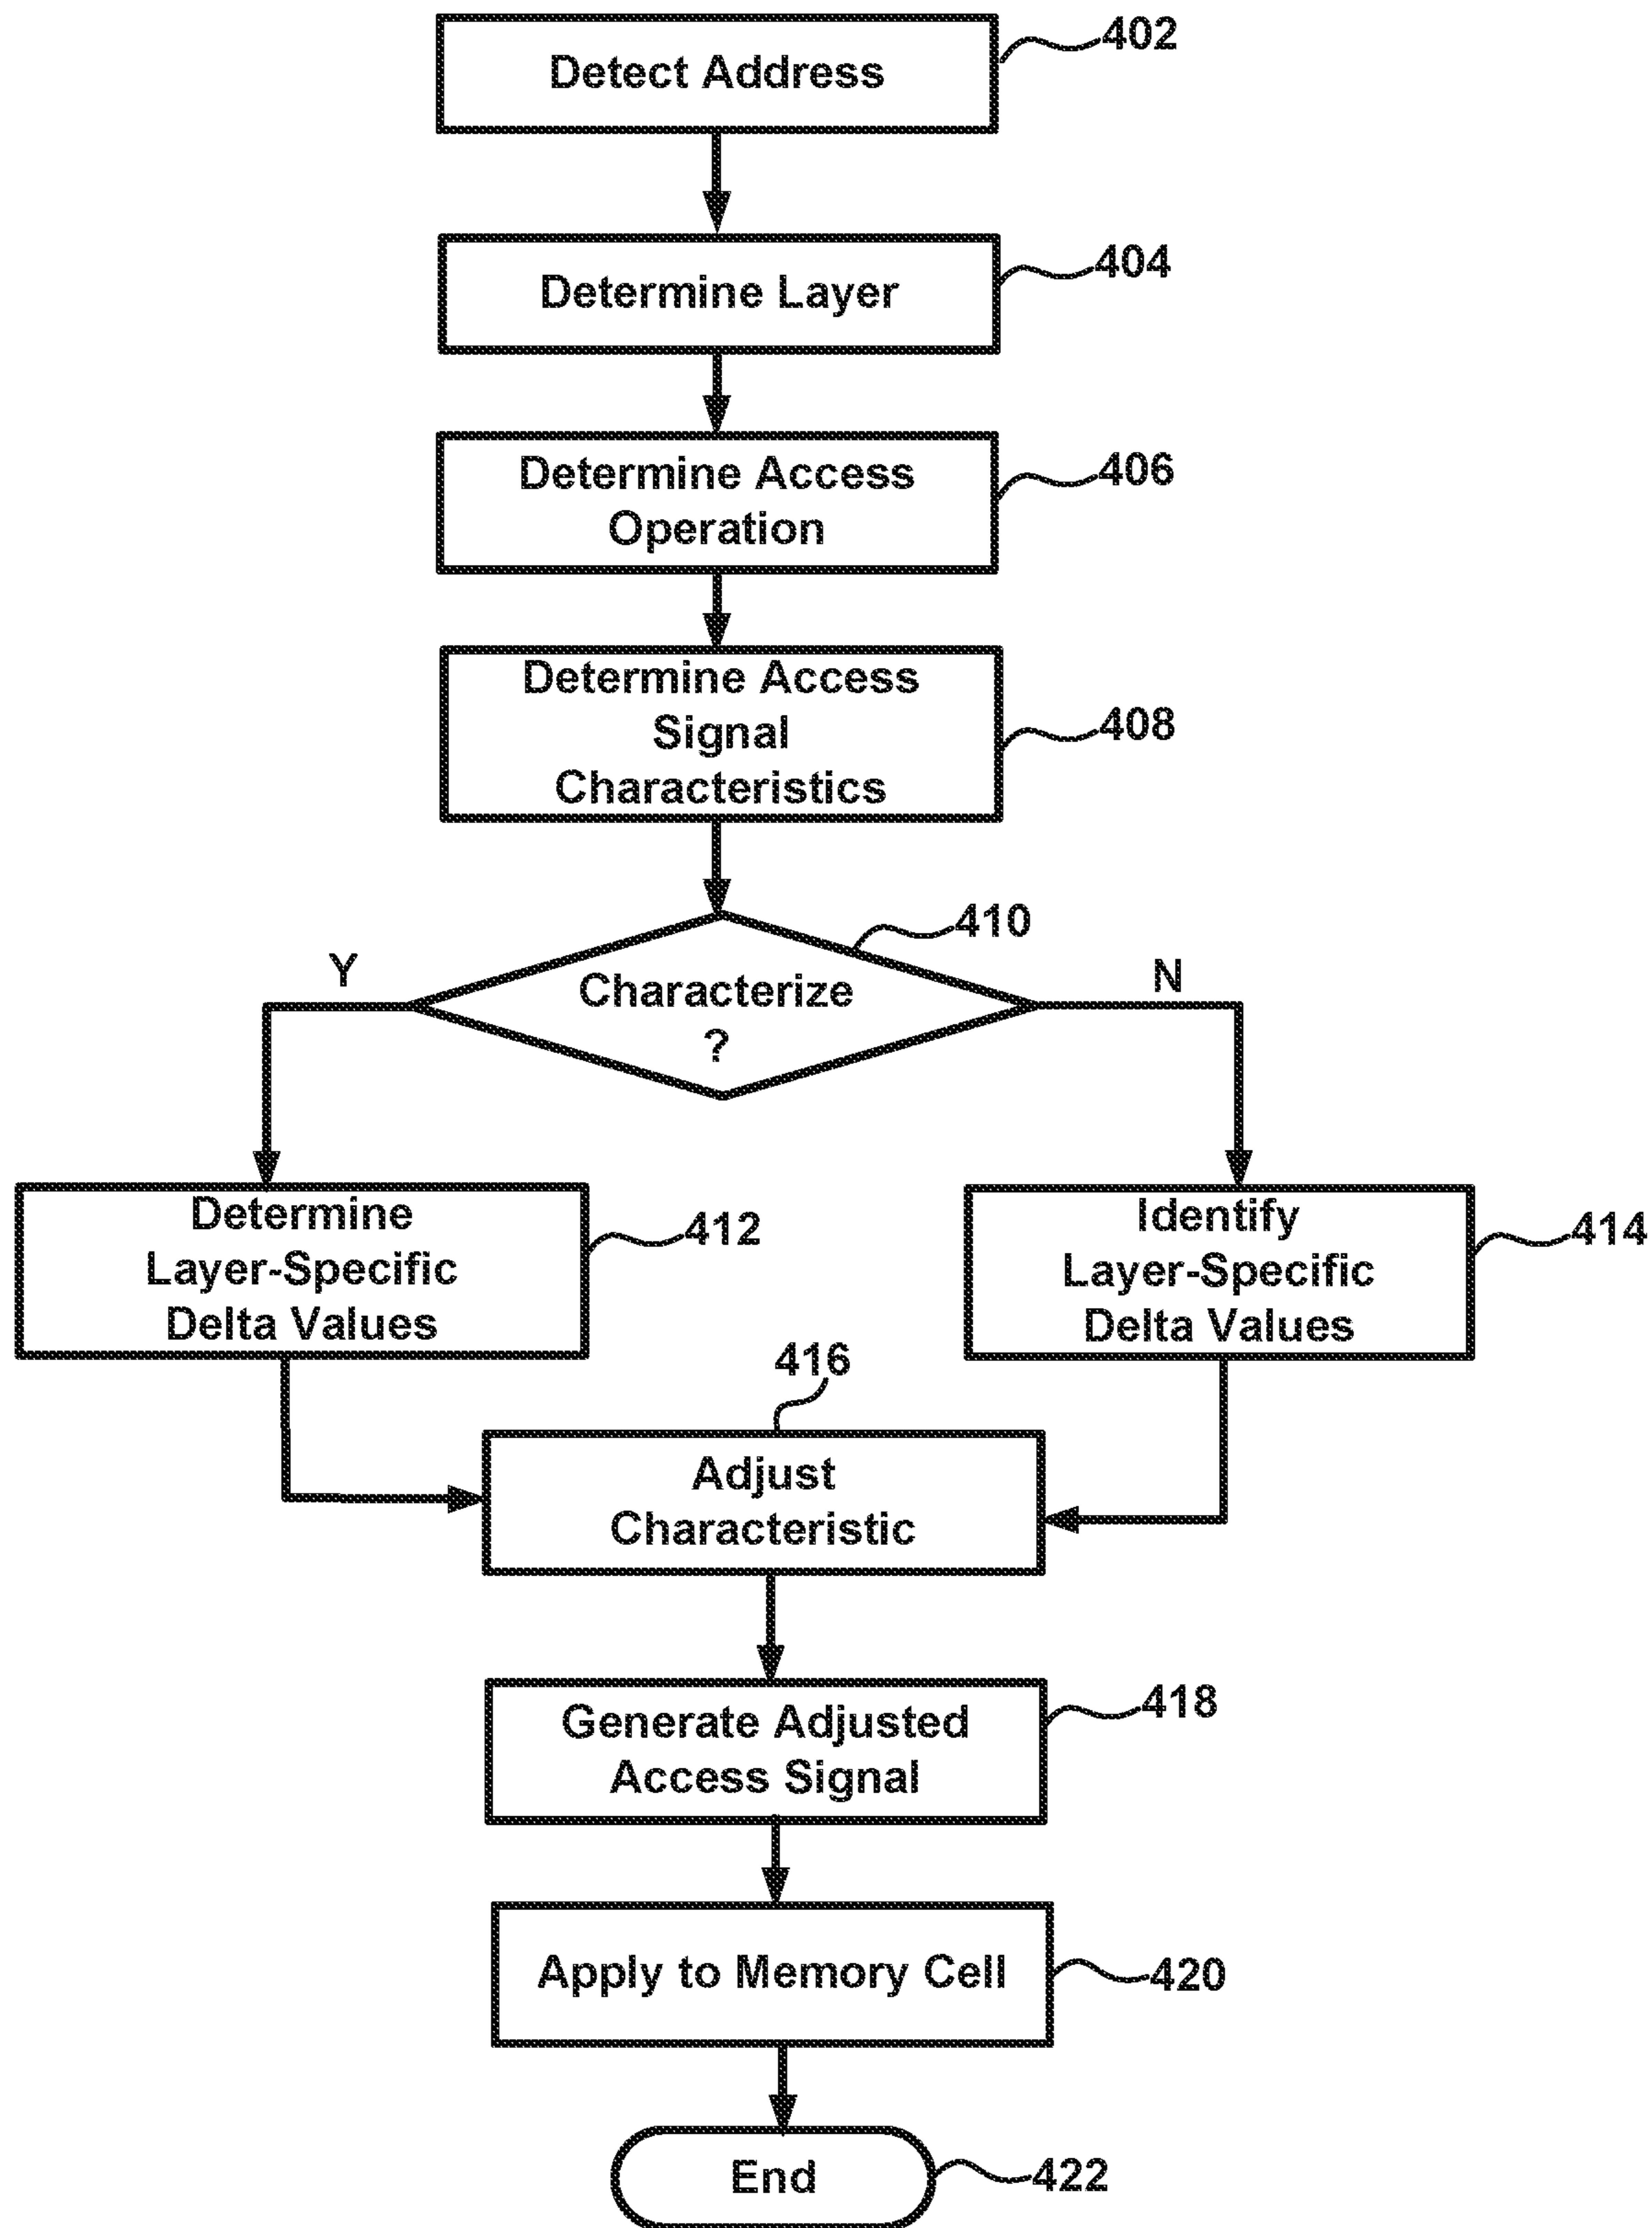 Detect Address
402
Determine Layer
404
Determine Access
Operation
406
Determine Access
Signal
Characteristics
408
410
Y
Characterize
?
N
Determine
Layer-Specific
Delta Values
412
Identify
Layer-Specific
Delta Values
414
416
Adjust
Characteristic
Generate Adjusted
Access Signal
418
Apply to Memory Cell
420
End
422